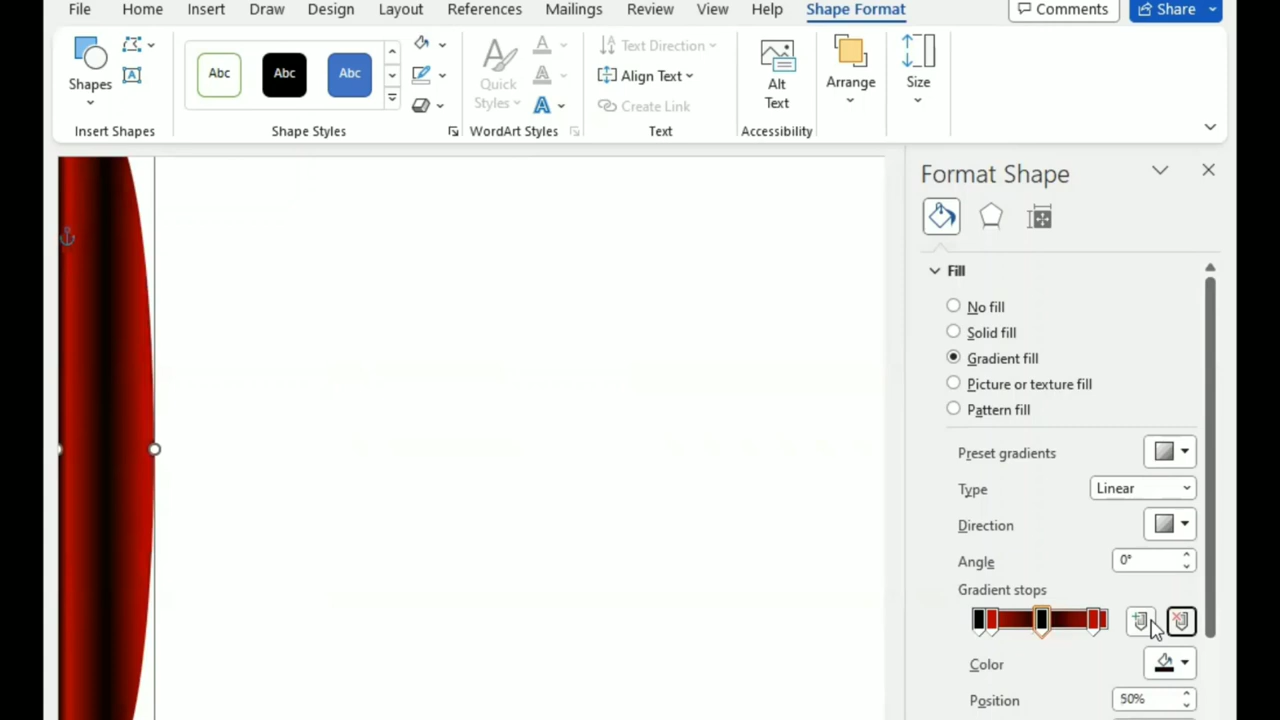 File Home Insert Draw Design Layout References Mailings Review View Help Shape Format Comments Share
Shapes
Abc Abc Abc
Quick Styles
Text Direction
Align Text
Create Link
Alt Text
Arrange
Size
Insert Shapes Shape Styles WordArt Styles Text Accessibility
Format Shape
Fill
No fill
Solid fill
Gradient fill
Picture or texture fill
Pattern fill
Preset gradients
Type Linear
Direction
Angle 0°
Gradient stops
Color
Position 50%